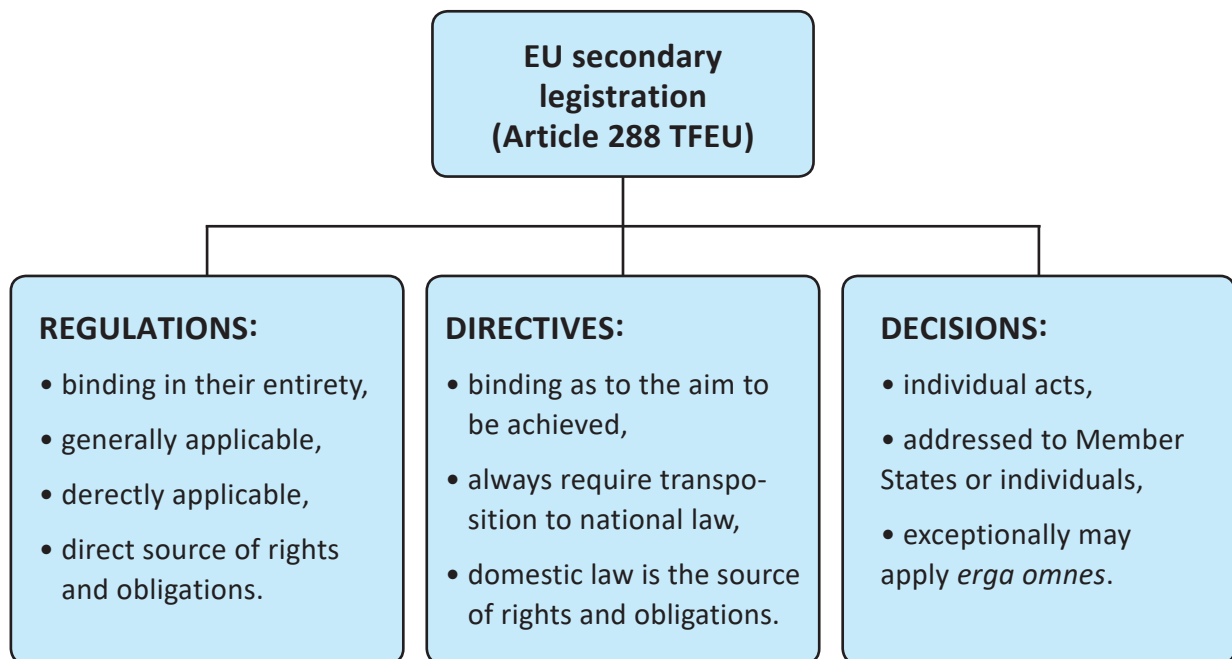 EU secondary
legistration
(Article 288 TFEU)
REGULATIONS:
• binding in their entirety,
• generally applicable,
• derectly applicable,
• direct source of rights
and obligations.
DIRECTIVES:
• binding as to the aim to
be achieved,
• always require transpo-
sition to national law,
• domestic law is the source
of rights and obligations.
DECISIONS:
• individual acts,
• addressed to Member
States or individuals,
• exceptionally may
apply erga omnes.